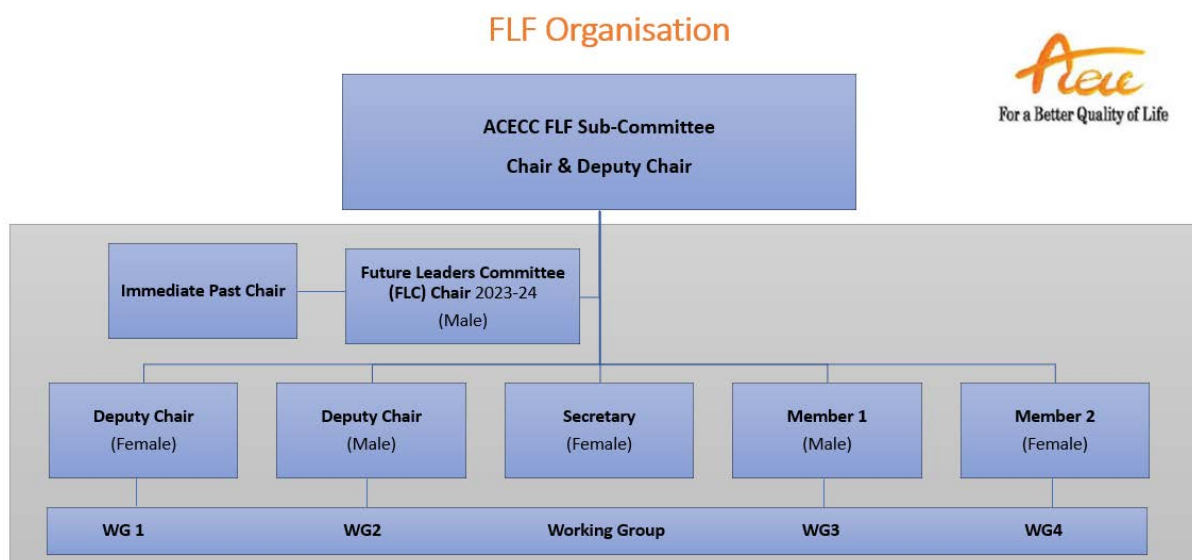 FLF Organisation
Acecc
For a Better Quality of Life
ACECC FLF Sub-Committee
Chair & Deputy Chair
Immediate Past Chair
Future Leaders Committee
(FLC) Chair 2023-24
(Male)
Deputy Chair
(Female)
Deputy Chair
(Male)
Secretary
(Female)
Member 1
(Male)
Member 2
(Female)
WG 1
WG2
Working Group
WG3
WG4